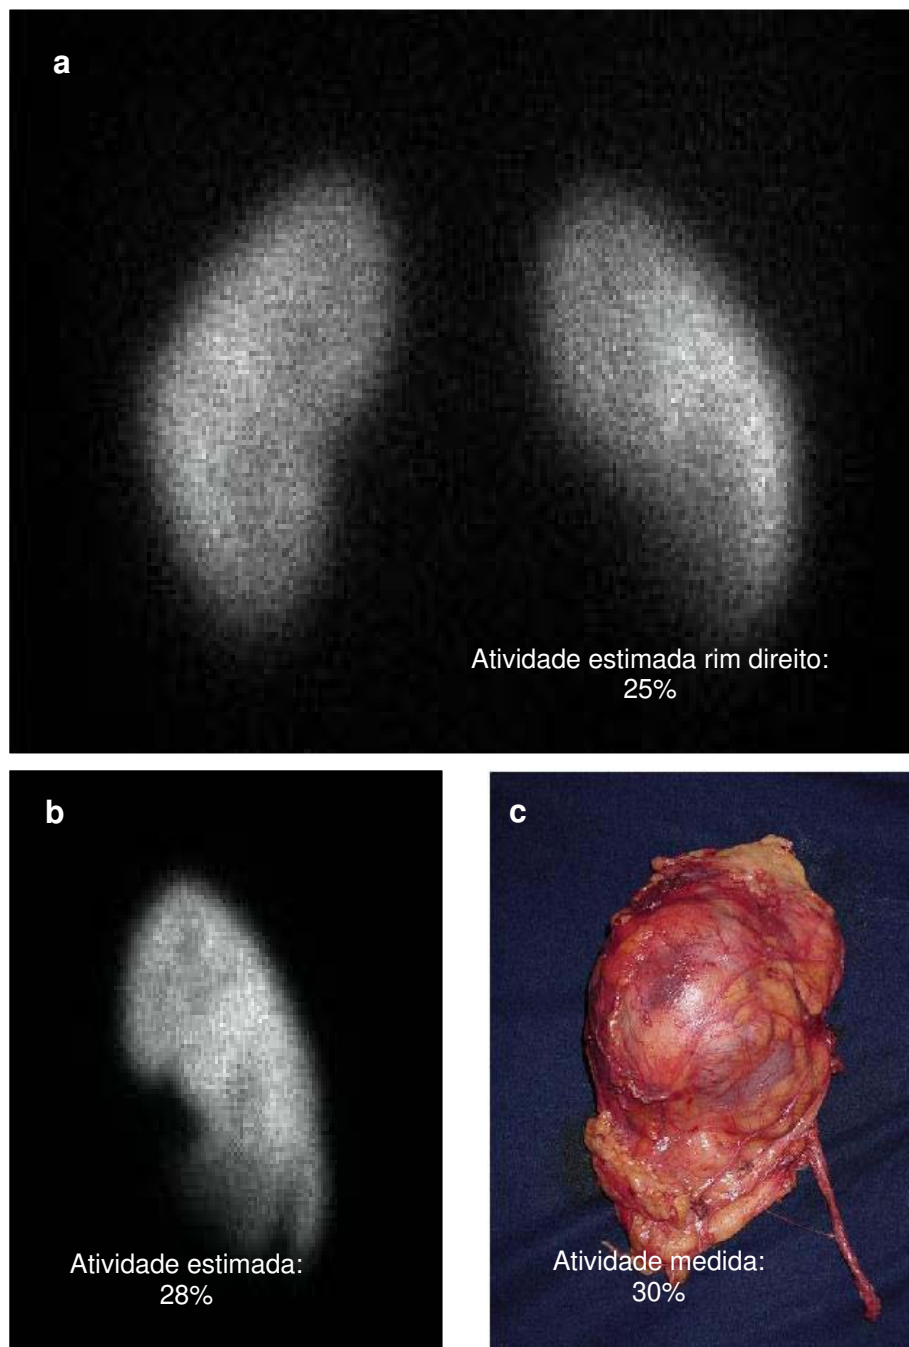 a
Atividade estimada rim direito:
25%
b
Atividade estimada:
28%
c
Atividade medida:
30%